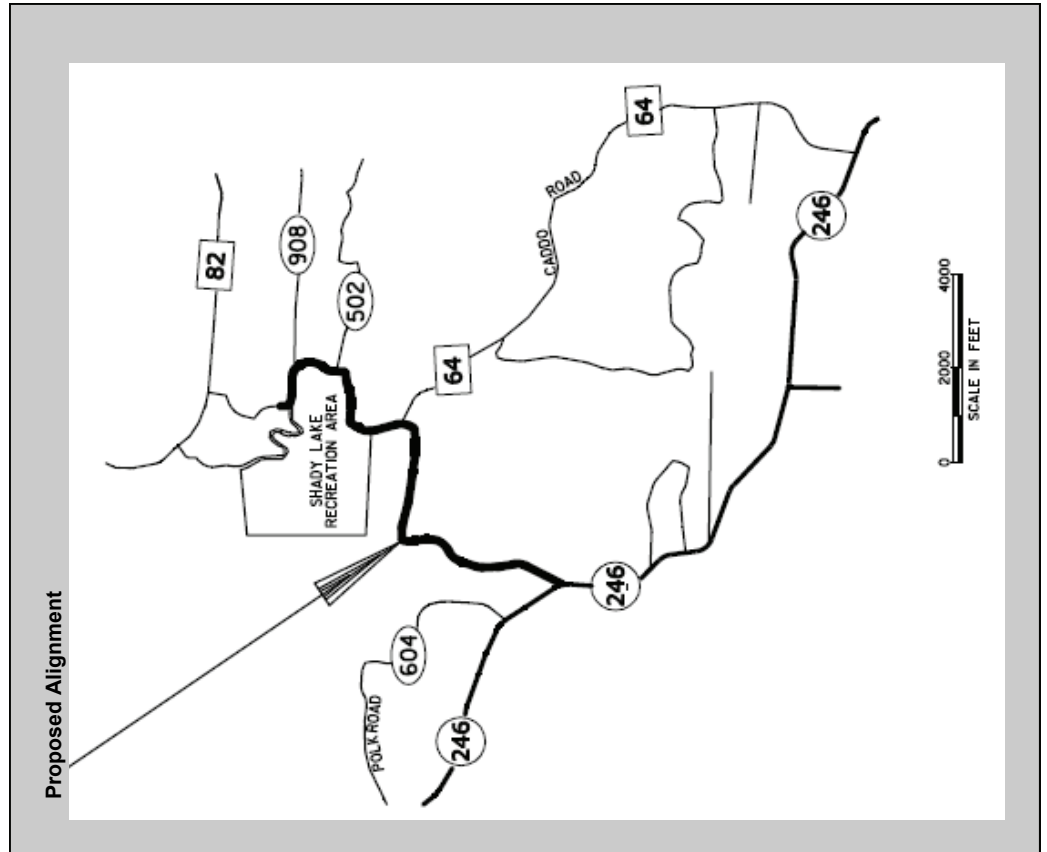 Proposed Alignment
82
908
502
SHADY LAKE
RECREATION AREA
64
CADDO ROAD
64
POLK ROAD
604
246
246
246
0 2000 4000
SCALE IN FEET